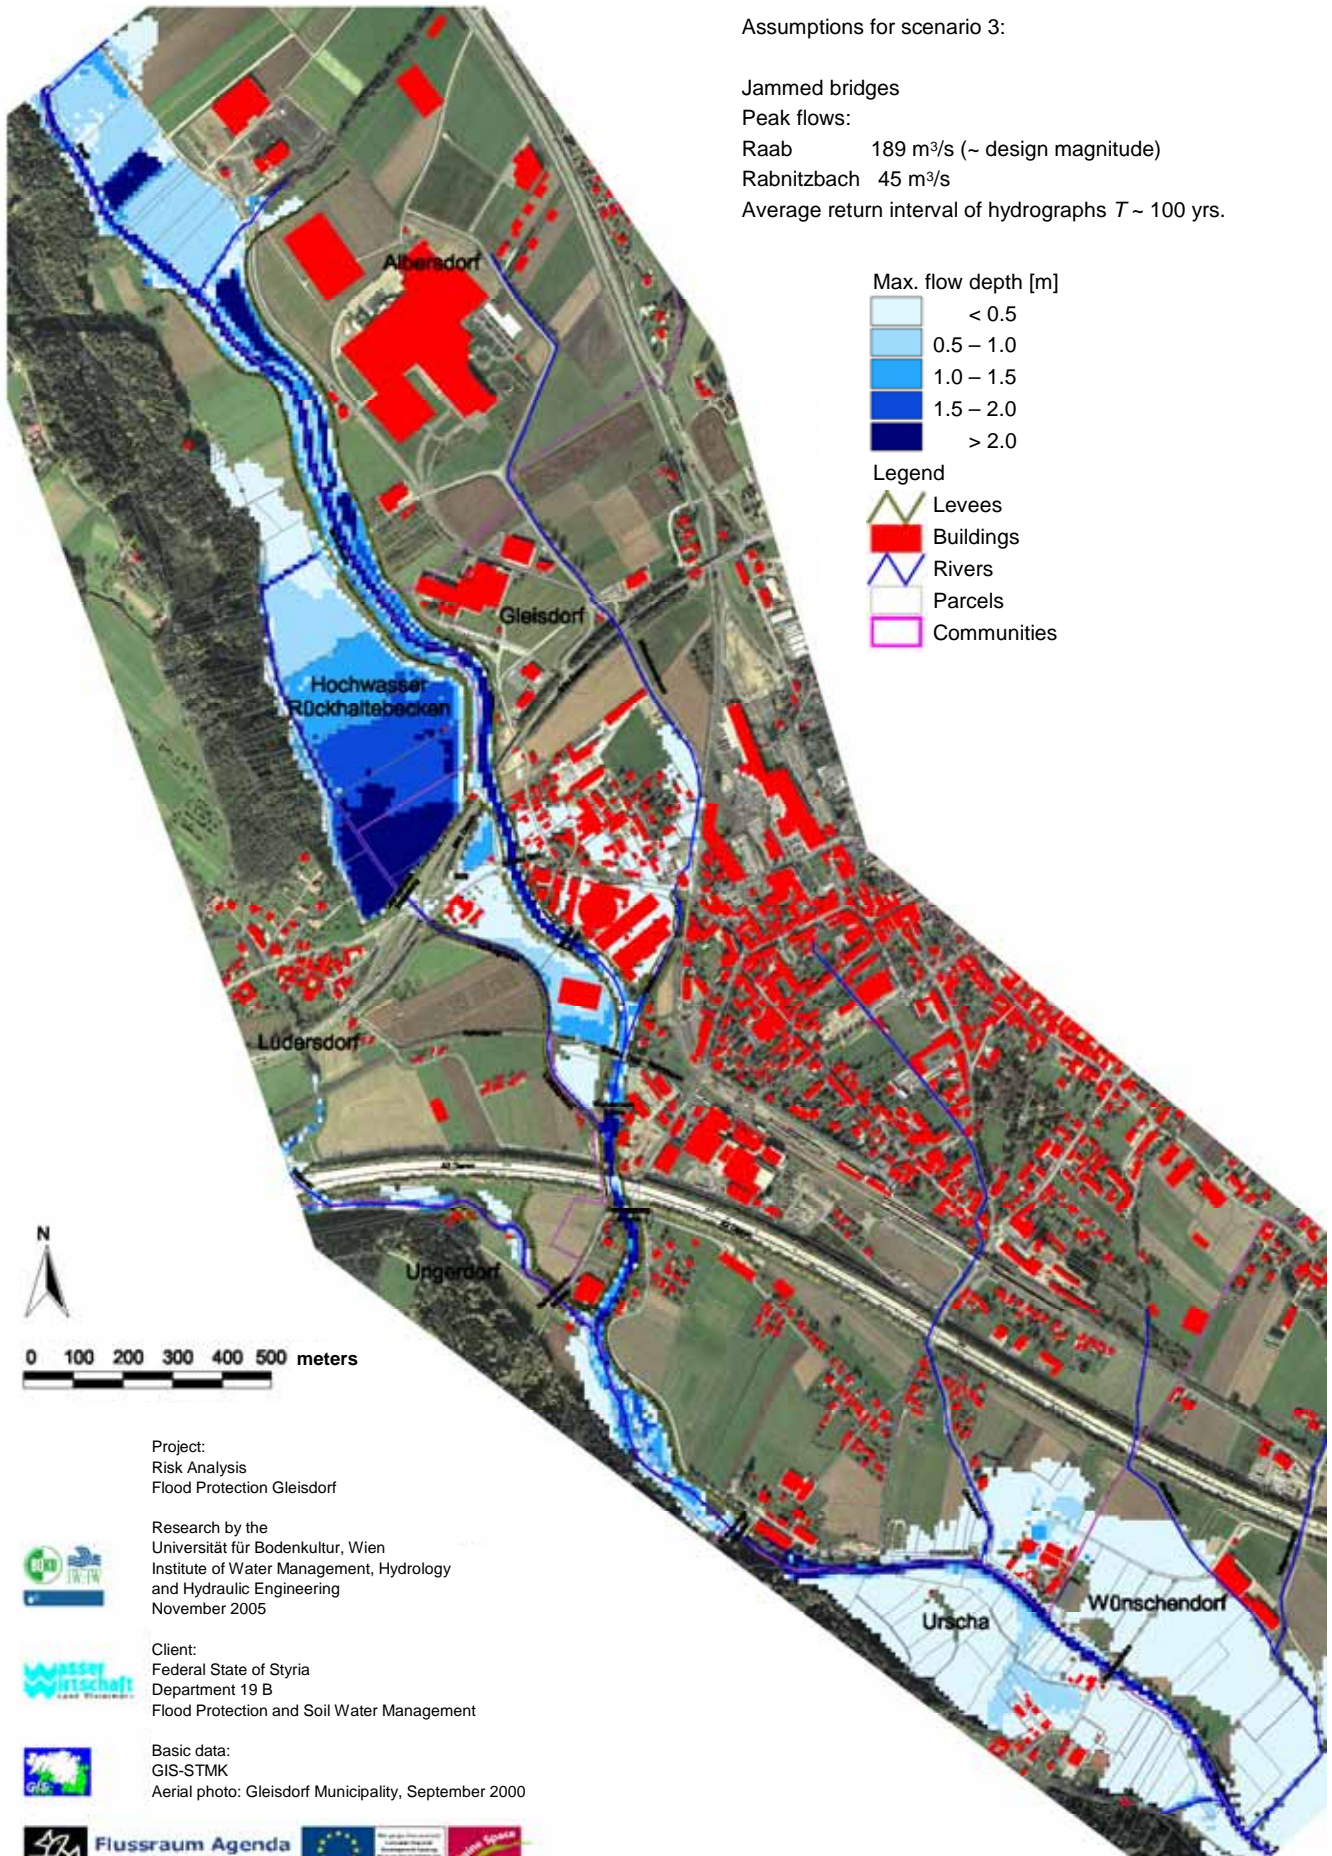 Assumptions for scenario 3:
Jammed bridges
Peak flows:
Raab 189 m³/s (~ design magnitude)
Rabnitzbach 45 m³/s
Average return interval of hydrographs T ~ 100 yrs.
Max. flow depth [m]
< 0.5
0.5 – 1.0
1.0 – 1.5
1.5 – 2.0
> 2.0
Legend
Levees
Buildings
Rivers
Parcels
Communities
Albersdorf
Gleisdorf
Hochwasser
Rückhaltebecken
Ludersdorf
Ungerdorf
Urscha
Wünschendorf
N
0 100 200 300 400 500 meters
Project:
Risk Analysis
Flood Protection Gleisdorf
Research by the
Universität für Bodenkultur, Wien
Institute of Water Management, Hydrology
and Hydraulic Engineering
November 2005
Client:
Federal State of Styria
Department 19 B
Flood Protection and Soil Water Management
Wasser
Wirtschaft
Basic data:
GIS-STMK
Aerial photo: Gleisdorf Municipality, September 2000
GIS
Flussraum Agenda